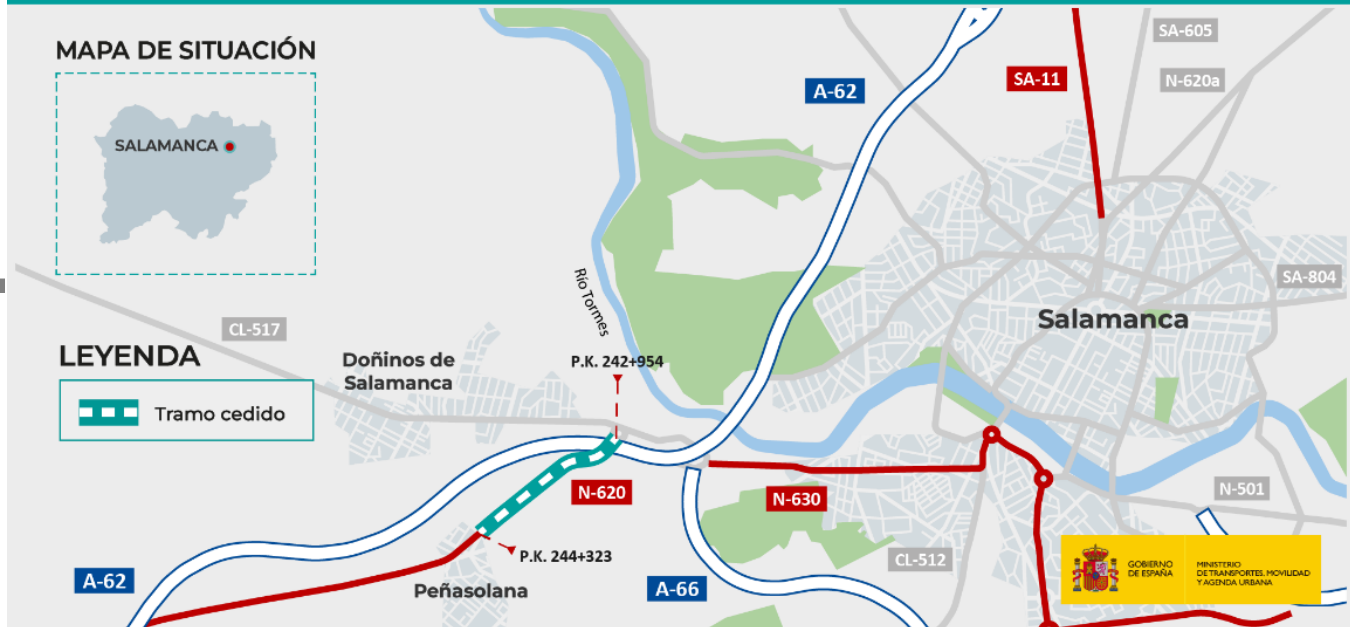 MAPA DE SITUACIÓN
SALAMANCA
A-62
SA-11
SA-605
N-620a
SA-804
Río Tormes
CL-517
Salamanca
LEYENDA
Tramo cedido
Doñinos de
Salamanca
P.K. 242+954
N-620
N-630
N-501
P.K. 244+323
CL-512
A-62
Peñasolana
A-66
GOBIERNO
DE ESPAÑA
MINISTERIO
DE TRANSPORTES, MOVILIDAD
Y AGENDA URBANA